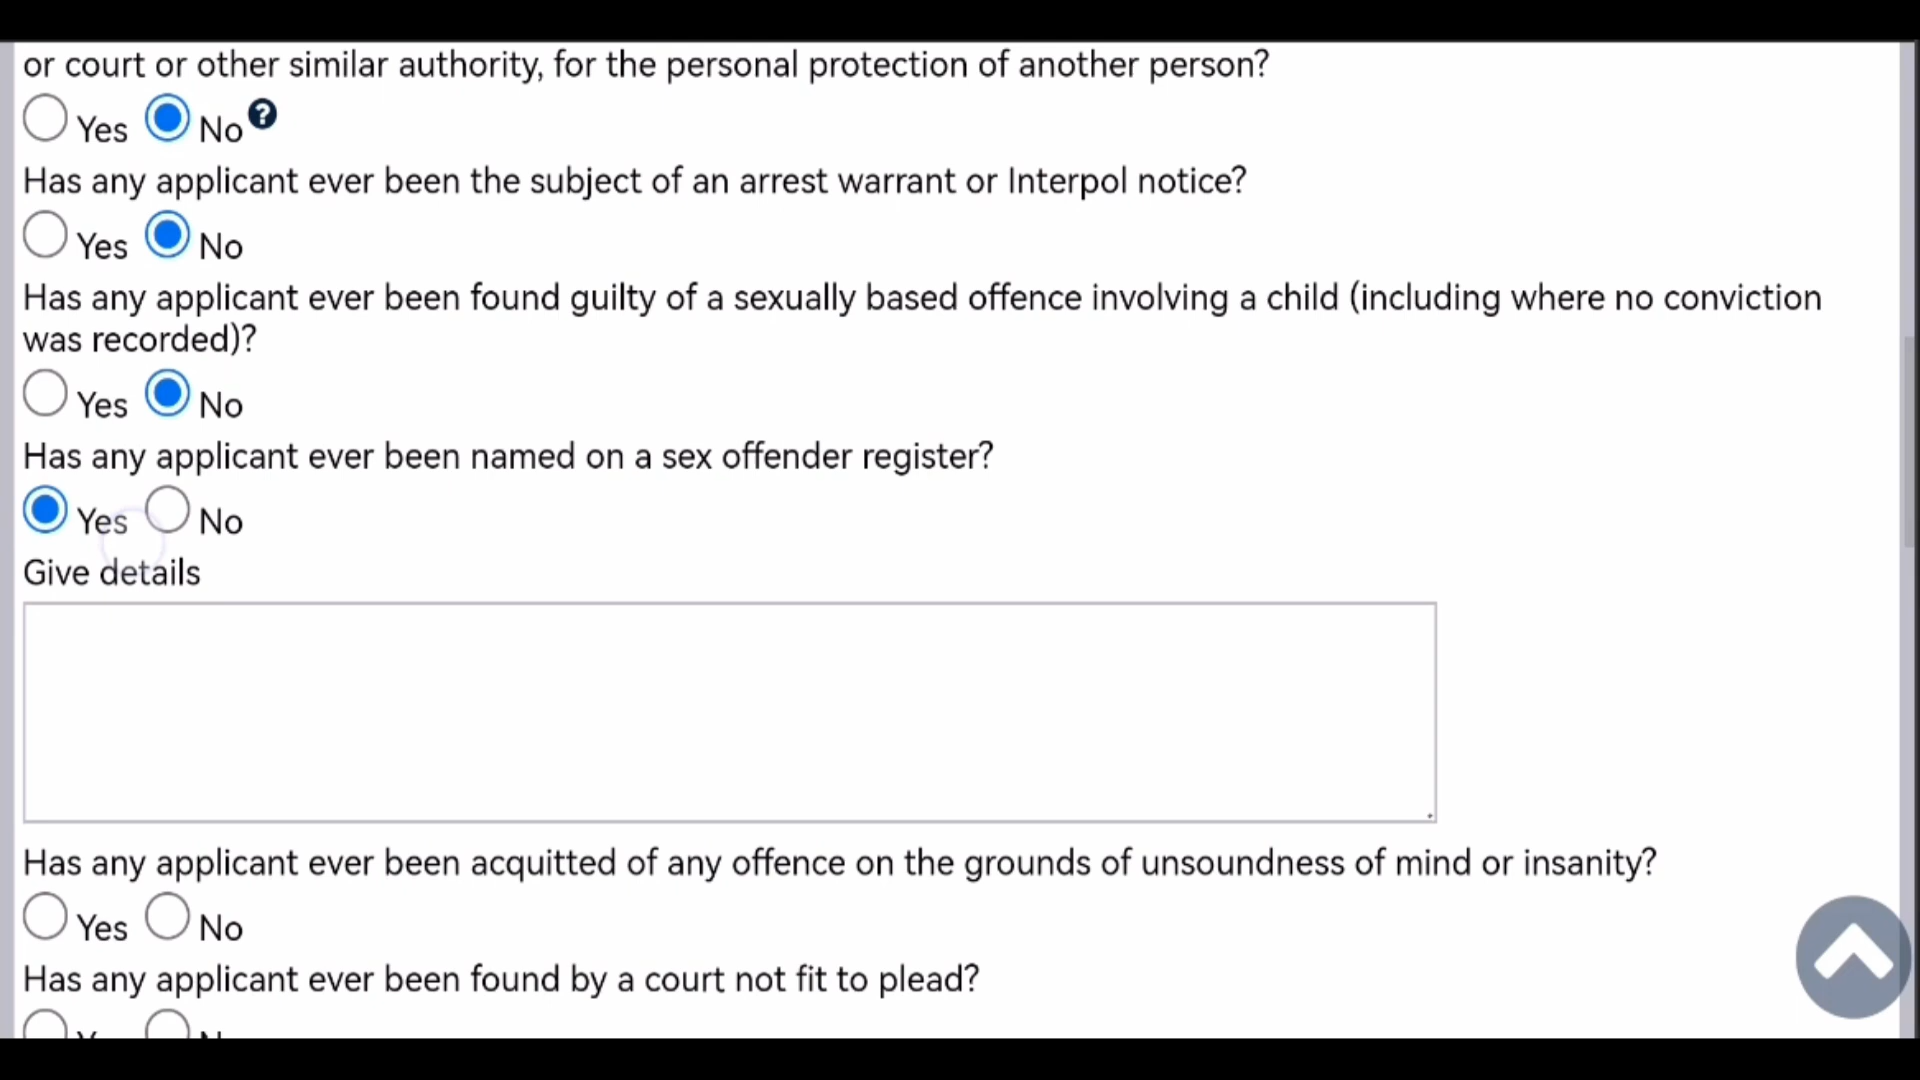 or court or other similar authority, for the personal protection of another person?
Yes No ?
Has any applicant ever been the subject of an arrest warrant or Interpol notice?
Yes No
Has any applicant ever been found guilty of a sexually based offence involving a child (including where no conviction
was recorded)?
Yes No
Has any applicant ever been named on a sex offender register?
Yes No
Give details
Has any applicant ever been acquitted of any offence on the grounds of unsoundness of mind or insanity?
Yes No
Has any applicant ever been found by a court not fit to plead?